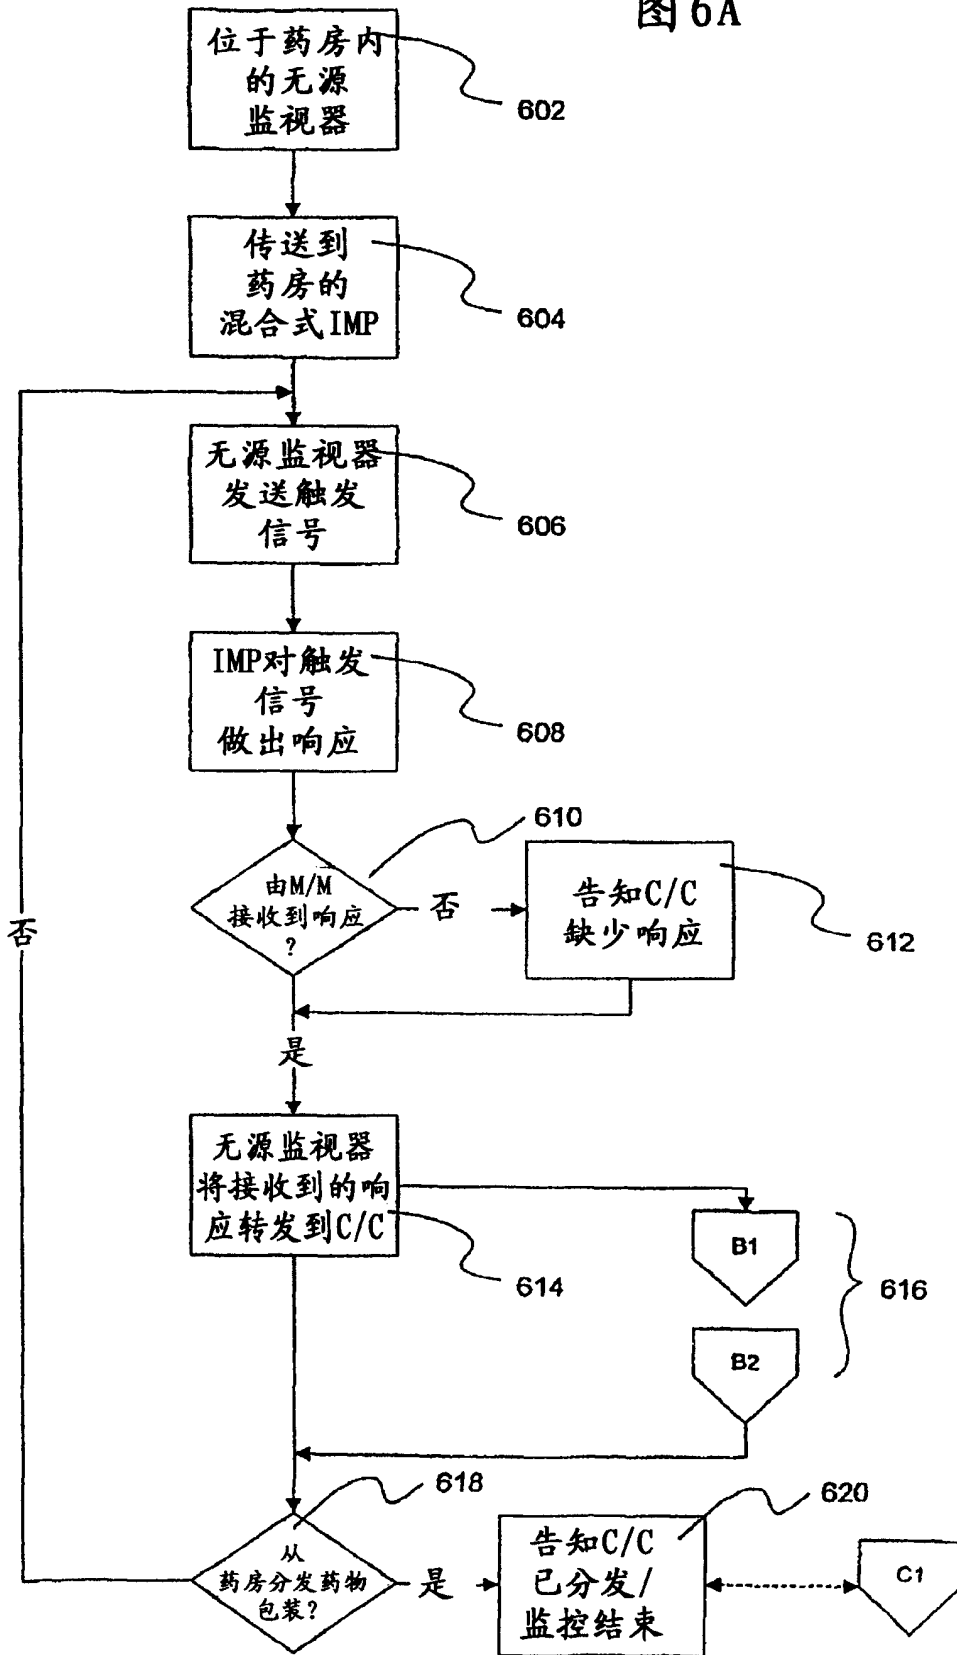 图6A
位于药房内
的无源
监视器
602
传送到
药房的
混合式IMP
604
无源监视器
发送触发
信号
606
IMP对触发
信号
做出响应
608
610
由M/M
接收到响应
?
否
告知C/C
缺少响应
612
否
是
无源监视器
将接收到的响
应转发到C/C
614
B1
616
B2
618
从
药房分发药物
包装?
是
620
告知C/C
已分发/
监控结束
C1